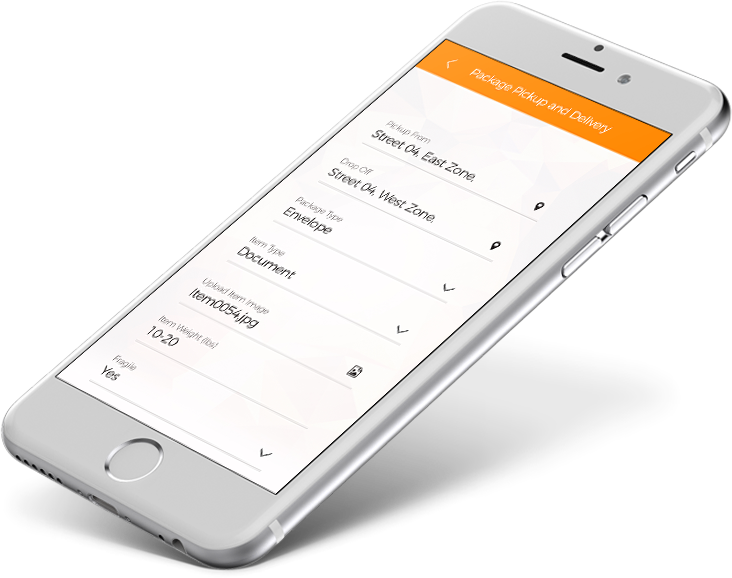 Package Pickup and Delivery
Pickup From
Street 04, East Zone,
Drop Off
Street 04, West Zone,
Package Type
Envelope
Item Type
Document
Upload Item Image
Item0054.jpg
Item Weight (lbs)
10-20
Fragile
Yes